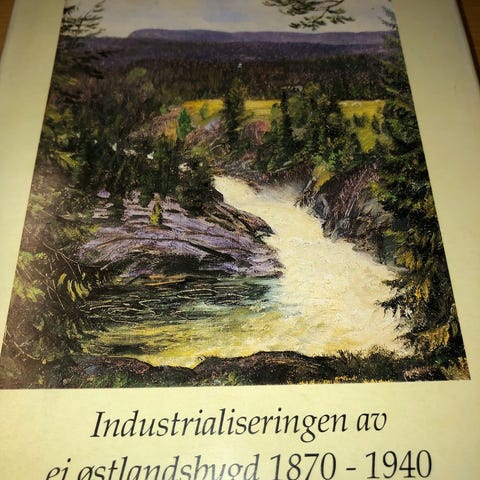 Industrialiseringen av
ei østlandsbygd 1870 - 1940